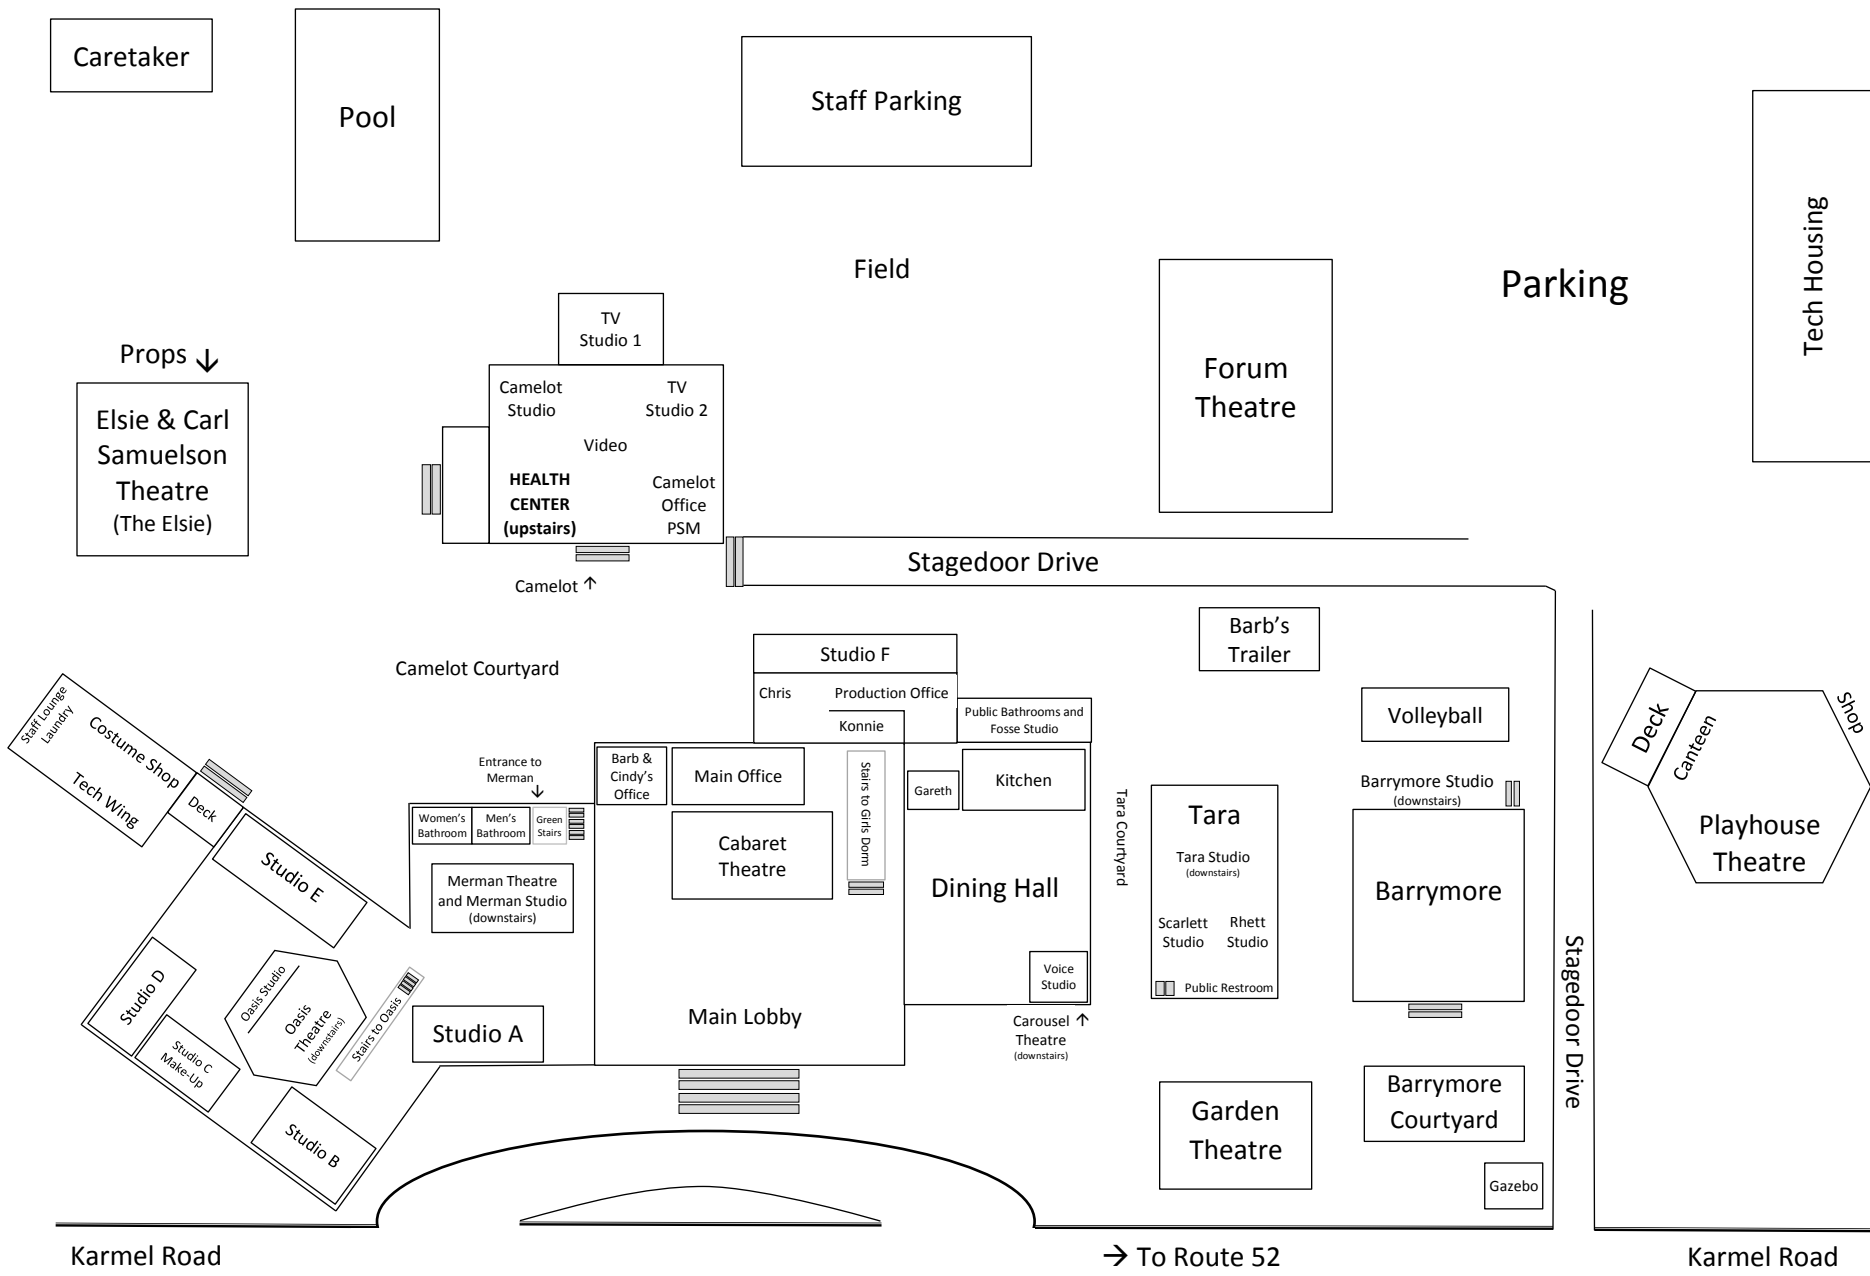 Caretaker
Pool
Staff Parking
Tech Housing
Field
Parking
TV
Studio 1
Props ↓
Elsie & Carl
Samuelson
Theatre
(The Elsie)
Camelot
Studio
TV
Studio 2
Video
HEALTH
CENTER
(upstairs)
Camelot
Office
PSM
Camelot ↑
Forum
Theatre
Stagedoor Drive
Barb's
Trailer
Camelot Courtyard
Studio F
Chris
Production Office
Konnie
Public Bathrooms and
Fosse Studio
Volleyball
Deck
Canteen
Shop
Playhouse
Theatre
Staff Lounge
Laundry
Costume Shop
Tech Wing
Deck
Entrance to
Merman
↓
Women's
Bathroom
Men's
Bathroom
Green
Stairs
Barb &
Cindy's
Office
Main Office
Stairs to Girls Dorm
Gareth
Kitchen
Tara Courtyard
Tara
Tara Studio
(downstairs)
Scarlett
Studio
Rhett
Studio
Public Restroom
Barrymore Studio
(downstairs)
Barrymore
Cabaret
Theatre
Dining Hall
Merman Theatre
and Merman Studio
(downstairs)
Studio E
Studio D
Oasis Studio
Oasis
Theatre
(downstairs)
Stairs to Oasis
Studio C
Make-Up
Studio B
Studio A
Main Lobby
Voice
Studio
Carousel ↑
Theatre
(downstairs)
Stagedoor Drive
Garden
Theatre
Barrymore
Courtyard
Gazebo
Karmel Road
→ To Route 52
Karmel Road